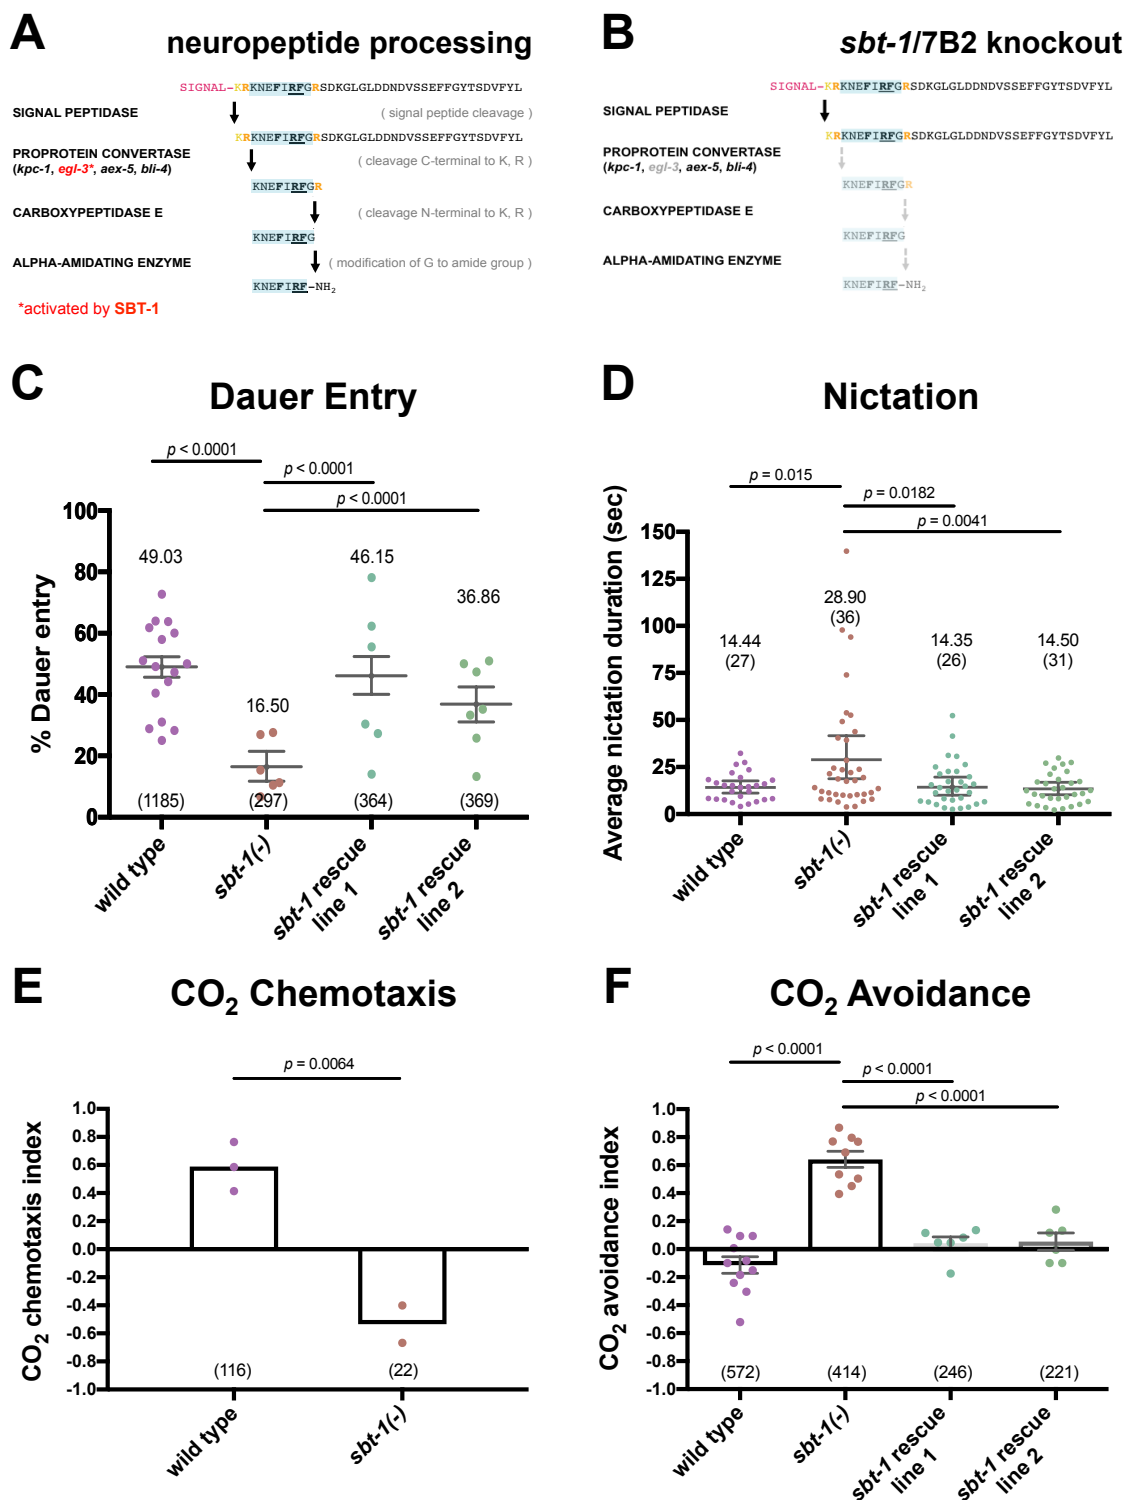 A neuropeptide processing
SIGNAL-KRKNEFIRFGRSDKGLGLDDNDVSSEFFGYTSDVFYL
SIGNAL PEPTIDASE ( signal peptide cleavage )
KRKNEFIRFGRSDKGLGLDDNDVSSEFFGYTSDVFYL
PROPROTEIN CONVERTASE
(kpc-1, egl-3*, aex-5, bli-4) ( cleavage C-terminal to K, R )
KNEFIRFGR
CARBOXYPEPTIDASE E ( cleavage N-terminal to K, R )
KNEFIRFG
ALPHA-AMIDATING ENZYME ( modification of G to amide group )
KNEFIRF-NH2
*activated by SBT-1
B sbt-1/7B2 knockout
SIGNAL-KRKNEFIRFGRSDKGLGLDDNDVSSEFFGYTSDVFYL
SIGNAL PEPTIDASE
KRKNEFIRFGRSDKGLGLDDNDVSSEFFGYTSDVFYL
PROPROTEIN CONVERTASE
(kpc-1, egl-3, aex-5, bli-4)
KNEFIRFGR
CARBOXYPEPTIDASE E
KNEFIRFG
ALPHA-AMIDATING ENZYME
KNEFIRF-NH2
C Dauer Entry
p < 0.0001
p < 0.0001
p < 0.0001
% Dauer entry
100
80
60
40
20
0
49.03
16.50
46.15
36.86
(1185)
(297)
(364)
(369)
wild type
sbt-1(-)
sbt-1 rescue
line 1
sbt-1 rescue
line 2
D Nictation
p = 0.015
p = 0.0182
p = 0.0041
Average nictation duration (sec)
150
125
100
75
50
25
0
14.44
(27)
28.90
(36)
14.35
(26)
14.50
(31)
wild type
sbt-1(-)
sbt-1 rescue
line 1
sbt-1 rescue
line 2
E CO2 Chemotaxis
p = 0.0064
CO2 chemotaxis index
1.0
0.8
0.6
0.4
0.2
0.0
-0.2
-0.4
-0.6
-0.8
-1.0
(116)
(22)
wild type
sbt-1(-)
F CO2 Avoidance
p < 0.0001
p < 0.0001
p < 0.0001
CO2 avoidance index
1.0
0.8
0.6
0.4
0.2
0.0
-0.2
-0.4
-0.6
-0.8
-1.0
(572)
(414)
(246)
(221)
wild type
sbt-1(-)
sbt-1 rescue
line 1
sbt-1 rescue
line 2